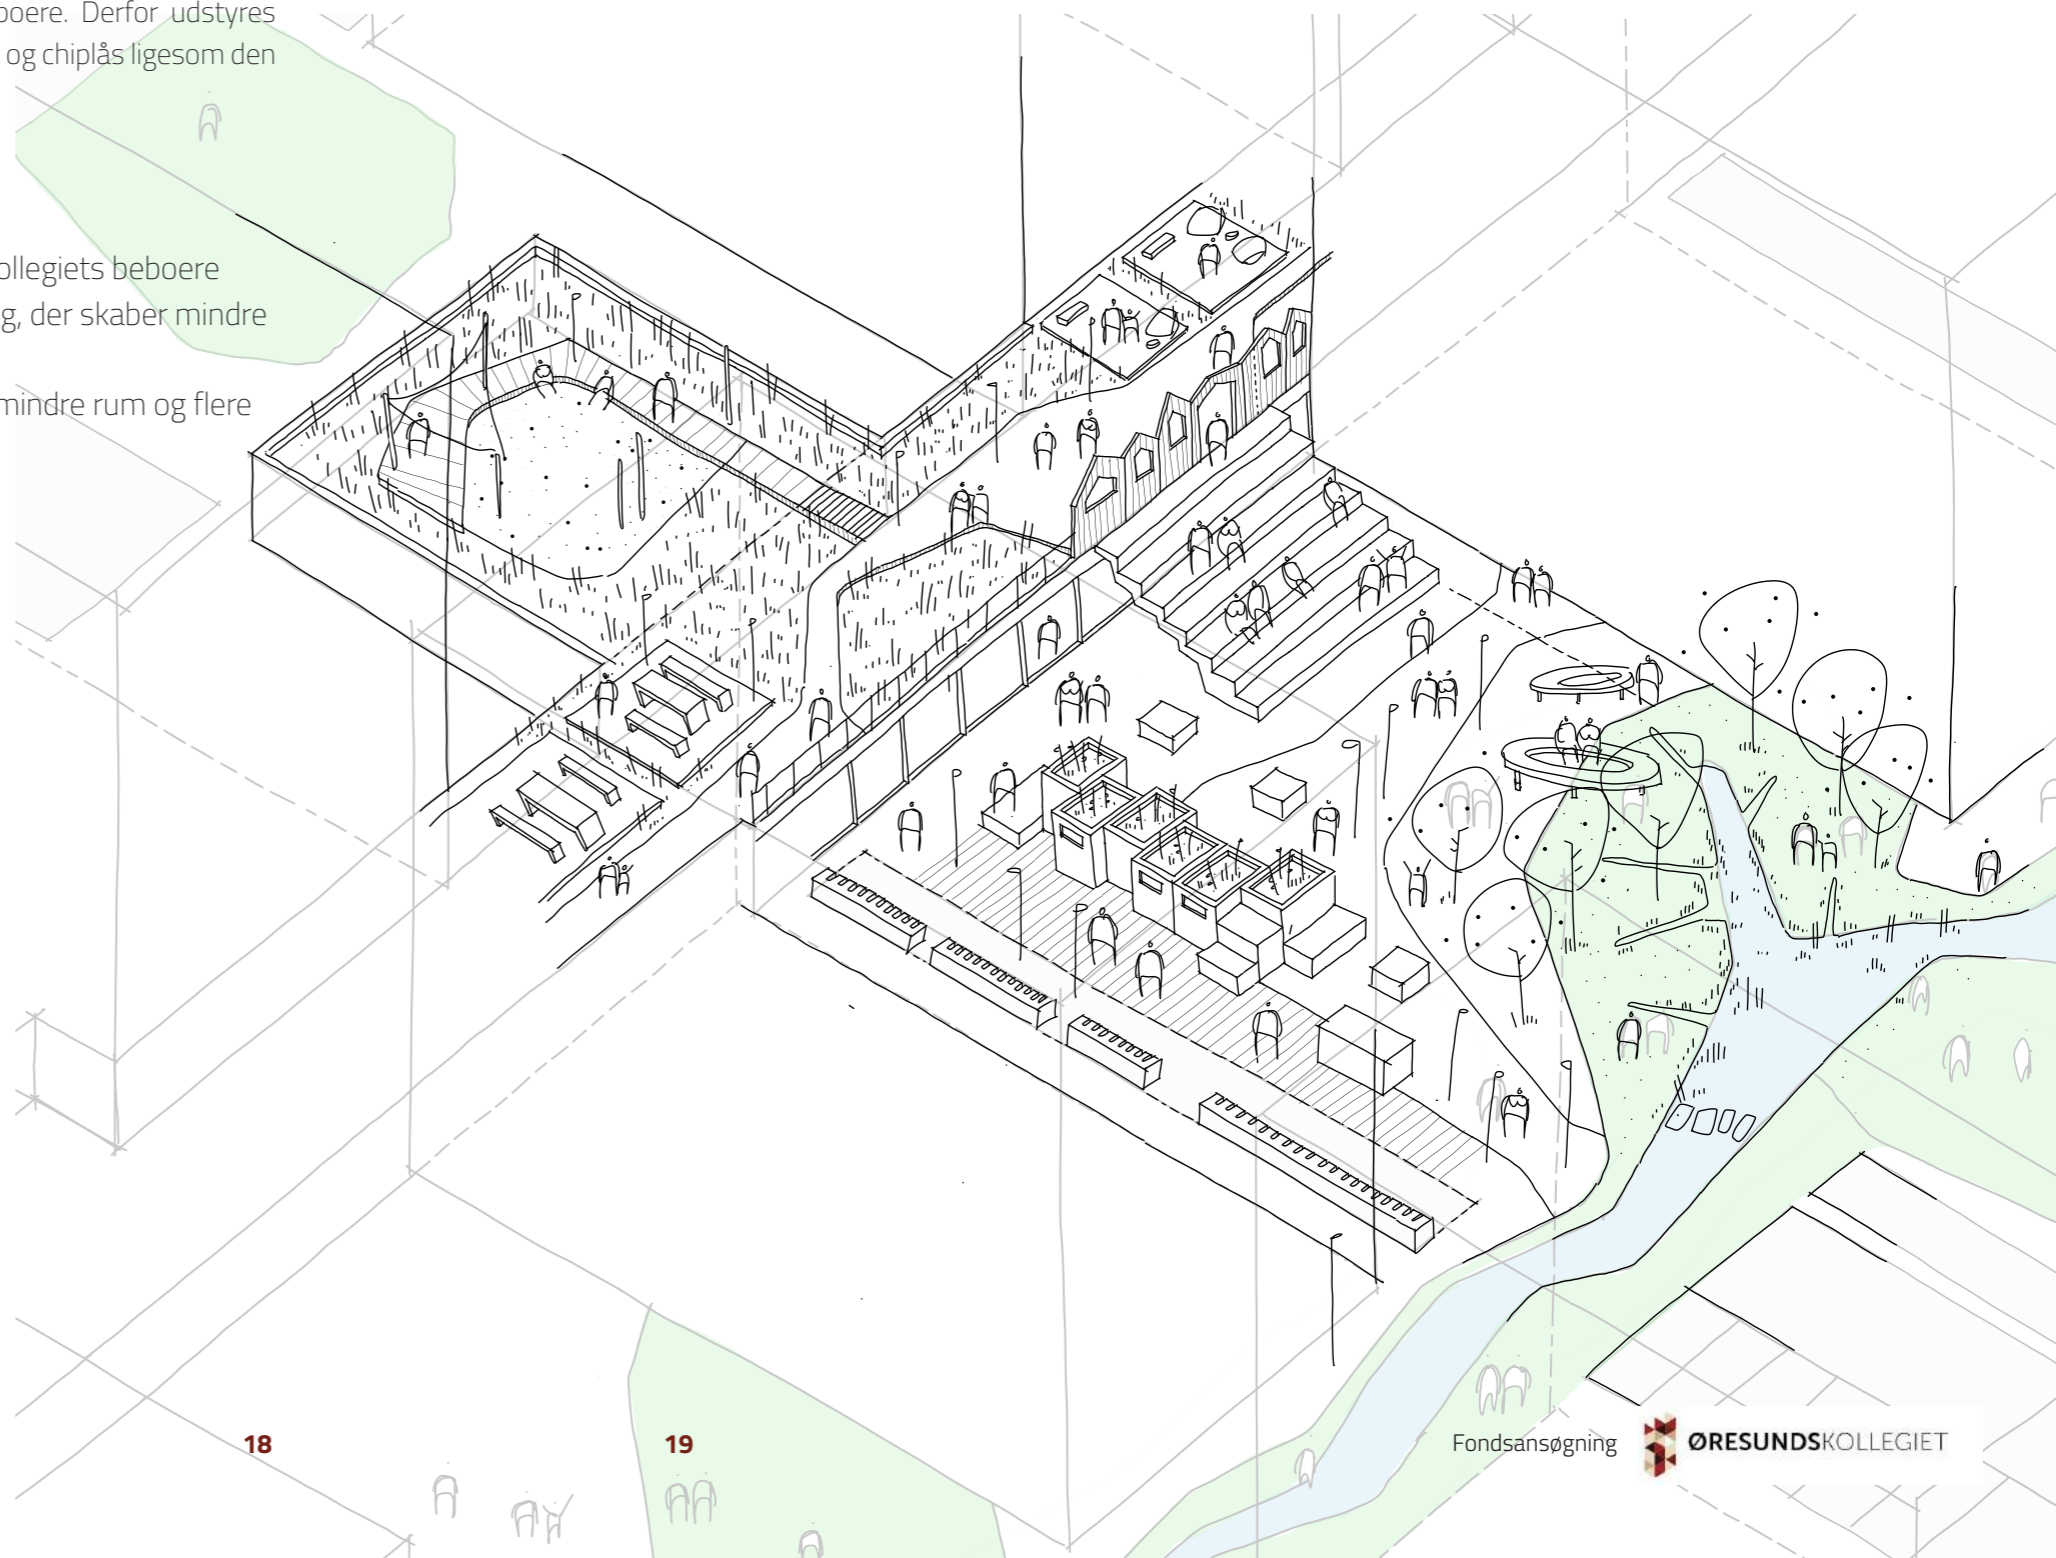 boere. Derfor udstyres
og chiplås ligesom den
ollegiets beboere
g, der skaber mindre
mindre rum og flere
18
19
Fondsansøgning
ØRESUNDSKOLLEGIET